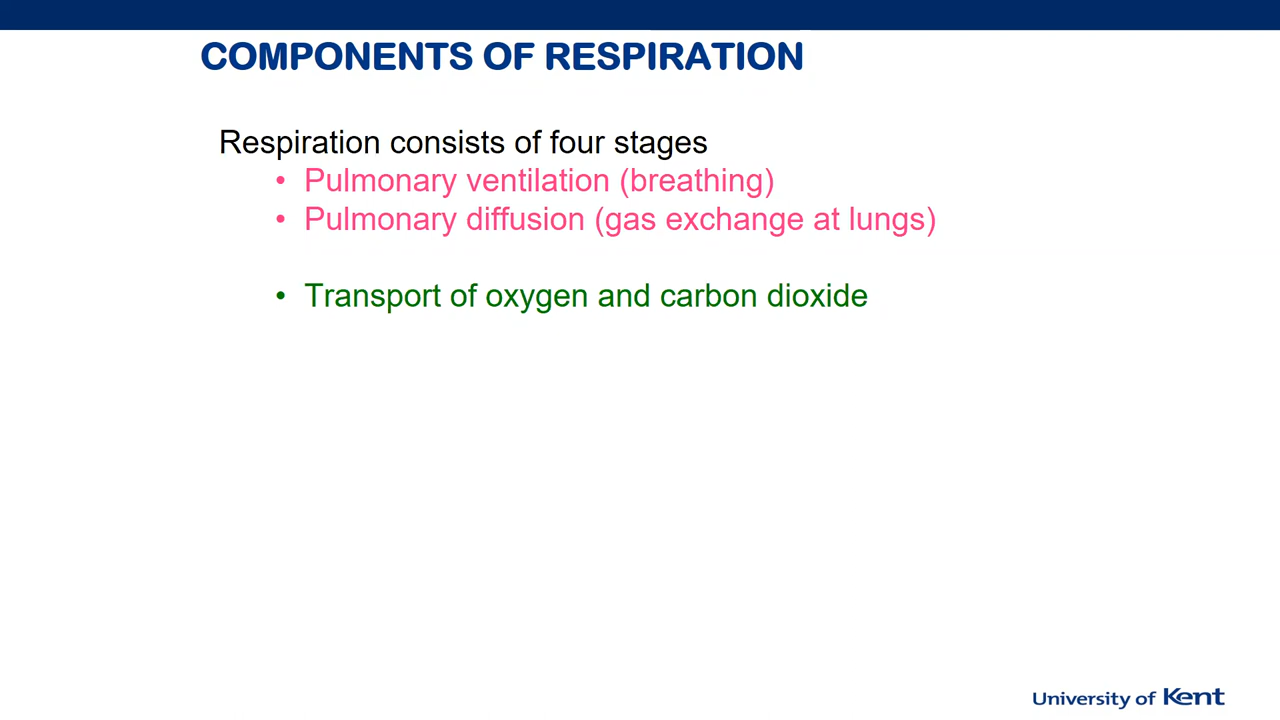 COMPONENTS OF RESPIRATION
Respiration consists of four stages
• Pulmonary ventilation (breathing)
• Pulmonary diffusion (gas exchange at lungs)
• Transport of oxygen and carbon dioxide
University of Kent